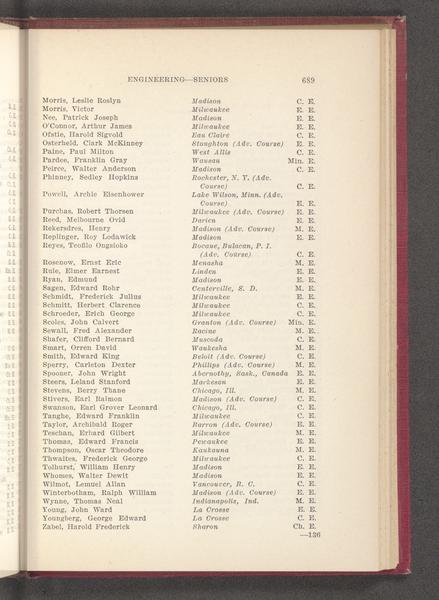 ENGINEERING—SENIORS 689
Morris, Leslie Roslyn Madison C. E.
Morris, Victor Milwaukee E. E.
Nee, Patrick Joseph Madison E. E.
O'Connor, Arthur James Milwaukee E. E.
Ofstie, Harold Sigvold Eau Claire C. E.
Osterheld, Clark McKinney Stoughton (Adv. Course) E. E.
Paine, Paul Milton West Allis C. E.
Pardee, Franklin Gray Wausau Min. E.
Peirce, Walter Anderson Madison C. E.
Phinney, Sedley Hopkins Rochester, N. Y. (Adv.
Course) C. E.
Powell, Archie Eisenhower Lake Wilson, Minn. (Adv.
Course) E. E.
Purchas, Robert Thorsen Milwaukee (Adv. Course) E. E.
Reed, Melbourne Ovid Darien E. E.
Rekersdres, Henry Madison (Adv. Course) M. E.
Replinger, Roy Lodawick Madison E. E.
Reyes, Teofilo Ongsioko Bocaue, Bulacan, P. I.
(Adv. Course) C. E.
Rosenow, Ernst Eric Menasha M. E.
Rule, Elmer Earnest Linden E. E.
Ryan, Edmund Madison E. E.
Sagen, Edward Rohr Centerville, S. D. M. E.
Schmidt, Frederick Julius Milwaukee E. E.
Schmitt, Herbert Clarence Milwaukee C. E.
Schroeder, Erich George Milwaukee C. E.
Scoles, John Calvert Granton (Adv. Course) Min. E.
Sewall, Fred Alexander Racine M. E.
Shafer, Clifford Bernard Muscoda C. E.
Smart, Orren David Waukesha M. E.
Smith, Edward King Beloit (Adv. Course) C. E.
Sperry, Carleton Dexter Phillips (Adv. Course) M. E.
Spooner, John Wright Abernethy, Sask., Canada E. E.
Steers, Leland Stanford Markesan E. E.
Stevens, Berry Thane Chicago, Ill. M. E.
Stivers, Earl Raimon Madison (Adv. Course) C. E.
Swanson, Earl Grover Leonard Chicago, Ill. C. E.
Tanghe, Edward Franklin Milwaukee C. E.
Taylor, Archibald Roger Barron (Adv. Course) E. E.
Teschan, Erhard Gilbert Milwaukee M. E.
Thomas, Edward Francis Pewaukee E. E.
Thompson, Oscar Theodore Kaukauna M. E.
Thwaites, Frederick George Milwaukee C. E.
Tolhurst, William Henry Madison E. E.
Whomes, Walter Dewit Madison E. E.
Wilmot, Lemuel Allan Vancouver, B. C. C. E.
Winterbotham, Ralph William Madison (Adv. Course) E. E.
Wynne, Thomas Neal Indianapolis, Ind. M. E.
Young, John Ward La Crosse E. E.
Youngberg, George Edward La Crosse C. E.
Zabel, Harold Frederick Sharon Ch. E.
—136